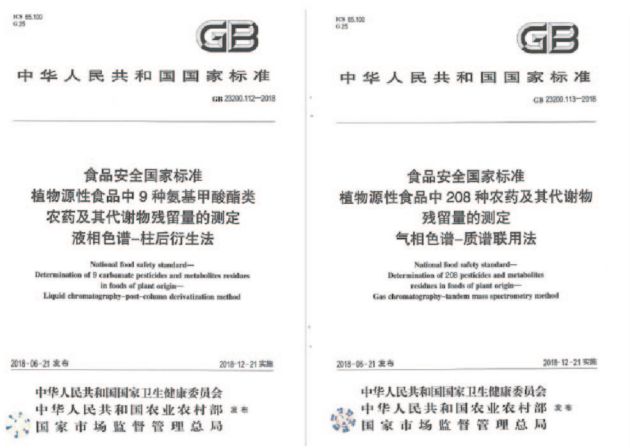 ICS 65.100
G 25
GB
中华人民共和国国家标准
GB 23200.112—2018
食品安全国家标准
植物源性食品中 9 种氨基甲酸酯类
农药及其代谢物残留量的测定
液相色谱-柱后衍生法
National food safety standard—
Determination of 9 carbamate pesticides and metabolites residues
in foods of plant origin—
Liquid chromatography-post-column derivatization method
2018-06-21 发布
2018-12-21 实施
中华人民共和国国家卫生健康委员会
中华人民共和国农业农村部 发布
国家市场监督管理总局
ICS 65.100
G 25
GB
中华人民共和国国家标准
GB 23200.113—2018
食品安全国家标准
植物源性食品中 208 种农药及其代谢物
残留量的测定
气相色谱-质谱联用法
National food safety standard—
Determination of 208 pesticides and metabolites
residues in foods of plant origin—
Gas chromatography-tandem mass spectrometry method
2018-06-21 发布
2018-12-21 实施
中华人民共和国国家卫生健康委员会
中华人民共和国农业农村部 发布
国家市场监督管理总局